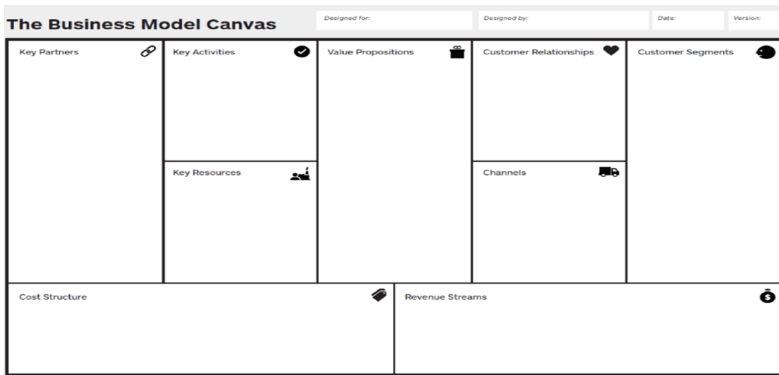 The Business Model Canvas
Designed for:
Designed by:
Date:
Version:
Key Partners
Key Activities
Value Propositions
Customer Relationships
Customer Segments
Key Resources
Channels
Cost Structure
Revenue Streams